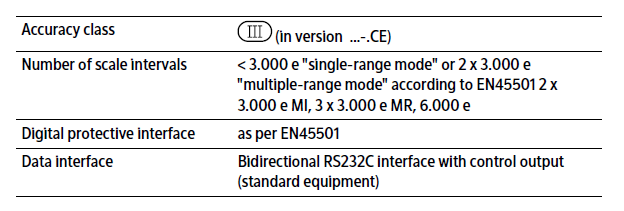 Accuracy class
III (in version ...-.CE)
Number of scale intervals
< 3.000 e "single-range mode" or 2 x 3.000 e
"multiple-range mode" according to EN45501 2 x
3.000 e MI, 3 x 3.000 e MR, 6.000 e
Digital protective interface
as per EN45501
Data interface
Bidirectional RS232C interface with control output
(standard equipment)